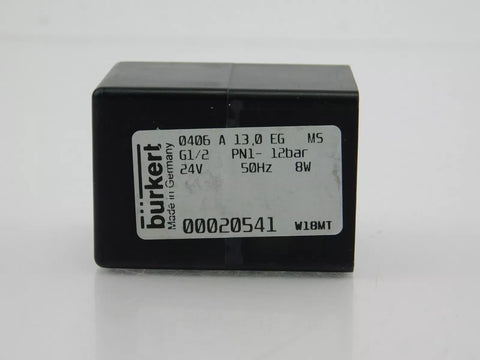 bürkert
Made in Germany
0406 A 13,0 EG MS
G1/2 PN1- 12bar
24V 50Hz 8W
00020541 W18MT